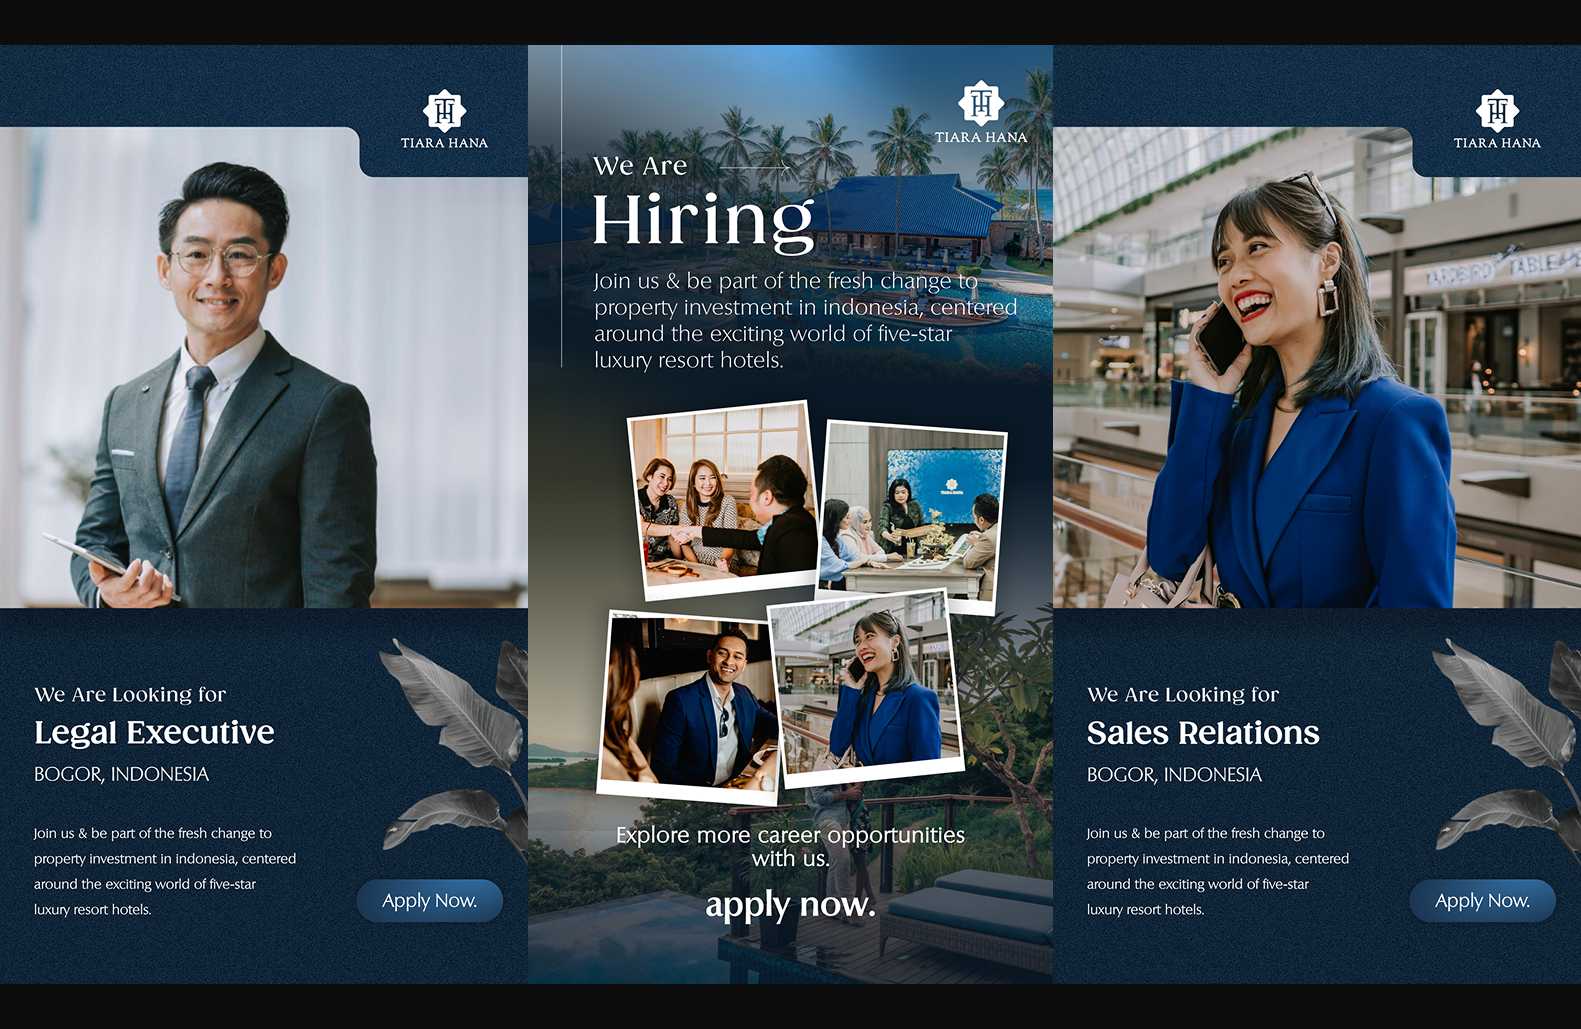 TIARA HANA
We Are Looking for
Legal Executive
BOGOR, INDONESIA
Join us & be part of the fresh change to
property investment in indonesia, centered
around the exciting world of five-star
luxury resort hotels.
Apply Now.
TIARA HANA
We Are
Hiring
Join us & be part of the fresh change to
property investment in indonesia, centered
around the exciting world of five-star
luxury resort hotels.
TIARA HANA
Explore more career opportunities
with us.
apply now.
TIARA HANA
YARDBIRD
TABLE
We Are Looking for
Sales Relations
BOGOR, INDONESIA
Join us & be part of the fresh change to
property investment in indonesia, centered
around the exciting world of five-star
luxury resort hotels.
Apply Now.